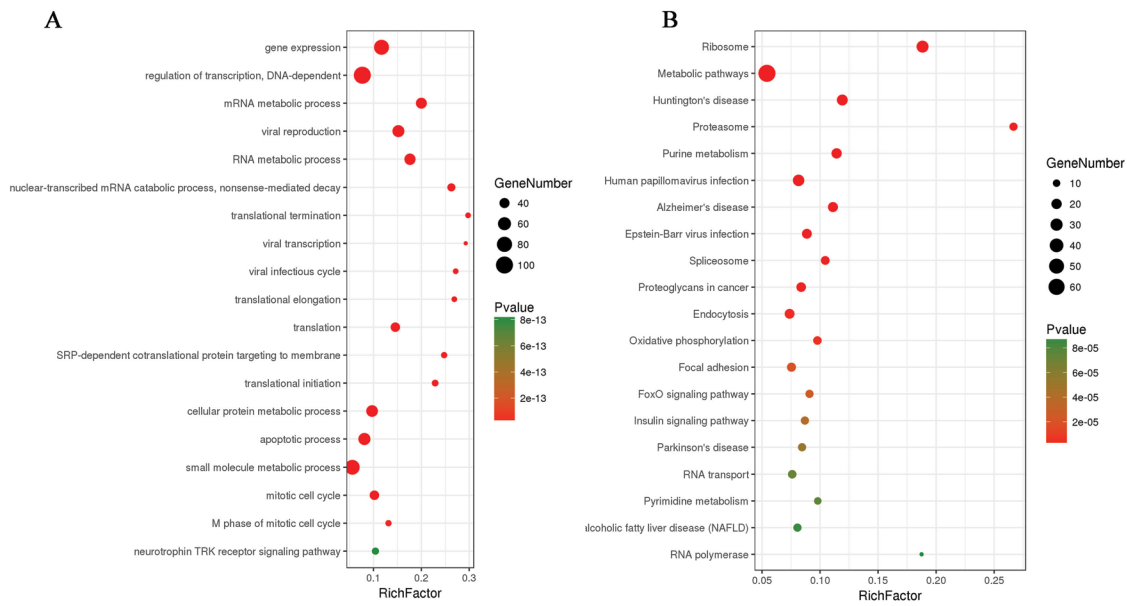 A
gene expression
regulation of transcription, DNA-dependent
mRNA metabolic process
viral reproduction
RNA metabolic process
nuclear-transcribed mRNA catabolic process, nonsense-mediated decay
translational termination
viral transcription
viral infectious cycle
translational elongation
translation
SRP-dependent cotranslational protein targeting to membrane
translational initiation
cellular protein metabolic process
apoptotic process
small molecule metabolic process
mitotic cell cycle
M phase of mitotic cell cycle
neurotrophin TRK receptor signaling pathway
0.1 0.2 0.3
RichFactor
GeneNumber
40
60
80
100
Pvalue
8e-13
6e-13
4e-13
2e-13
B
Ribosome
Metabolic pathways
Huntington's disease
Proteasome
Purine metabolism
Human papillomavirus infection
Alzheimer's disease
Epstein-Barr virus infection
Spliceosome
Proteoglycans in cancer
Endocytosis
Oxidative phosphorylation
Focal adhesion
FoxO signaling pathway
Insulin signaling pathway
Parkinson's disease
RNA transport
Pyrimidine metabolism
alcoholic fatty liver disease (NAFLD)
RNA polymerase
0.05 0.10 0.15 0.20 0.25
RichFactor
GeneNumber
10
20
30
40
50
60
Pvalue
8e-05
6e-05
4e-05
2e-05